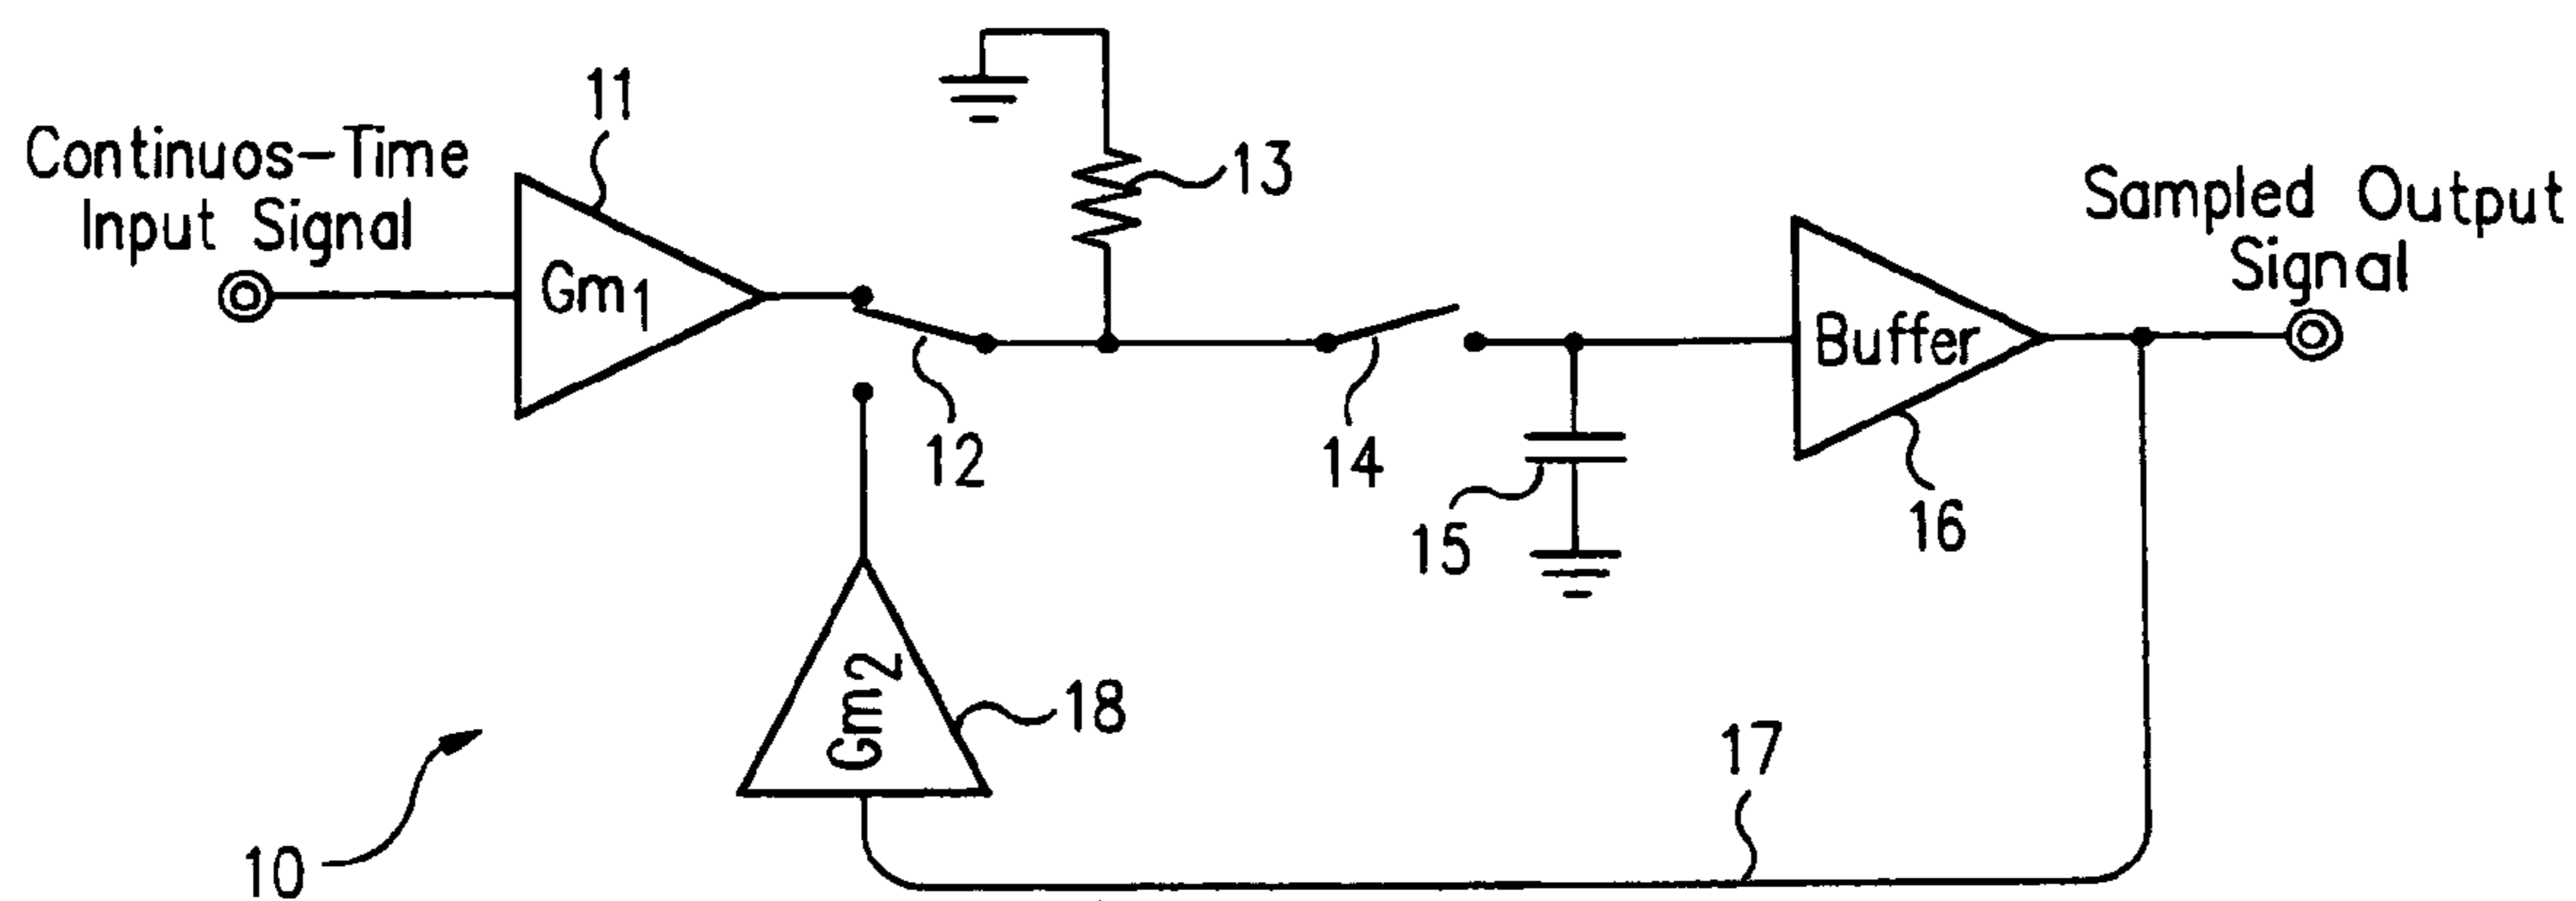 Continuos-Time
Input Signal
11
Gm1
12
13
14
15
Buffer
16
Sampled Output
Signal
Gm2
18
17
10